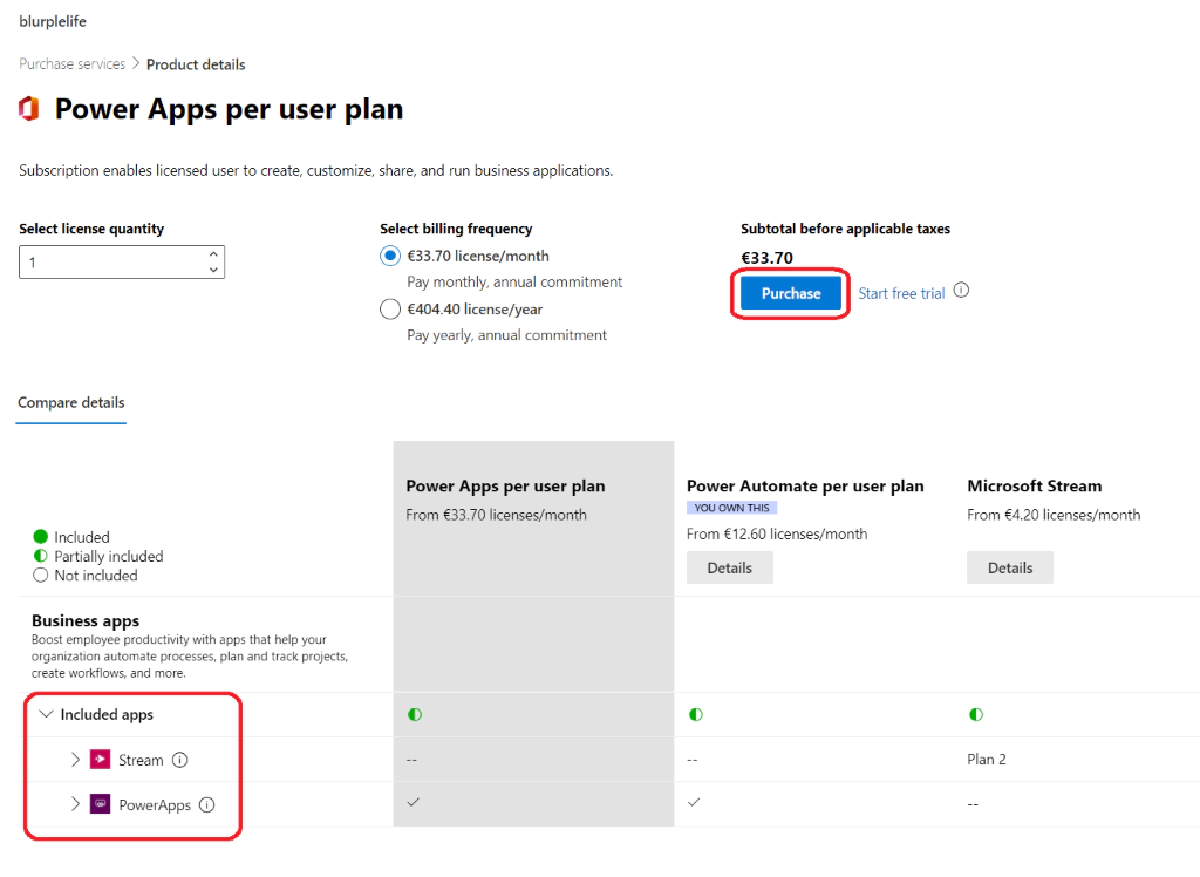 blurplelife
Purchase services > Product details
Power Apps per user plan
Subscription enables licensed user to create, customize, share, and run business applications.
Select license quantity
1
Select billing frequency
€33.70 license/month
Pay monthly, annual commitment
€404.40 license/year
Pay yearly, annual commitment
Subtotal before applicable taxes
€33.70
Purchase
Start free trial
Compare details
Included
Partially included
Not included
Power Apps per user plan
From €33.70 licenses/month
Power Automate per user plan
YOU OWN THIS
From €12.60 licenses/month
Details
Microsoft Stream
From €4.20 licenses/month
Details
Business apps
Boost employee productivity with apps that help your
organization automate processes, plan and track projects,
create workflows, and more.
Included apps
Stream
--
--
Plan 2
PowerApps
--